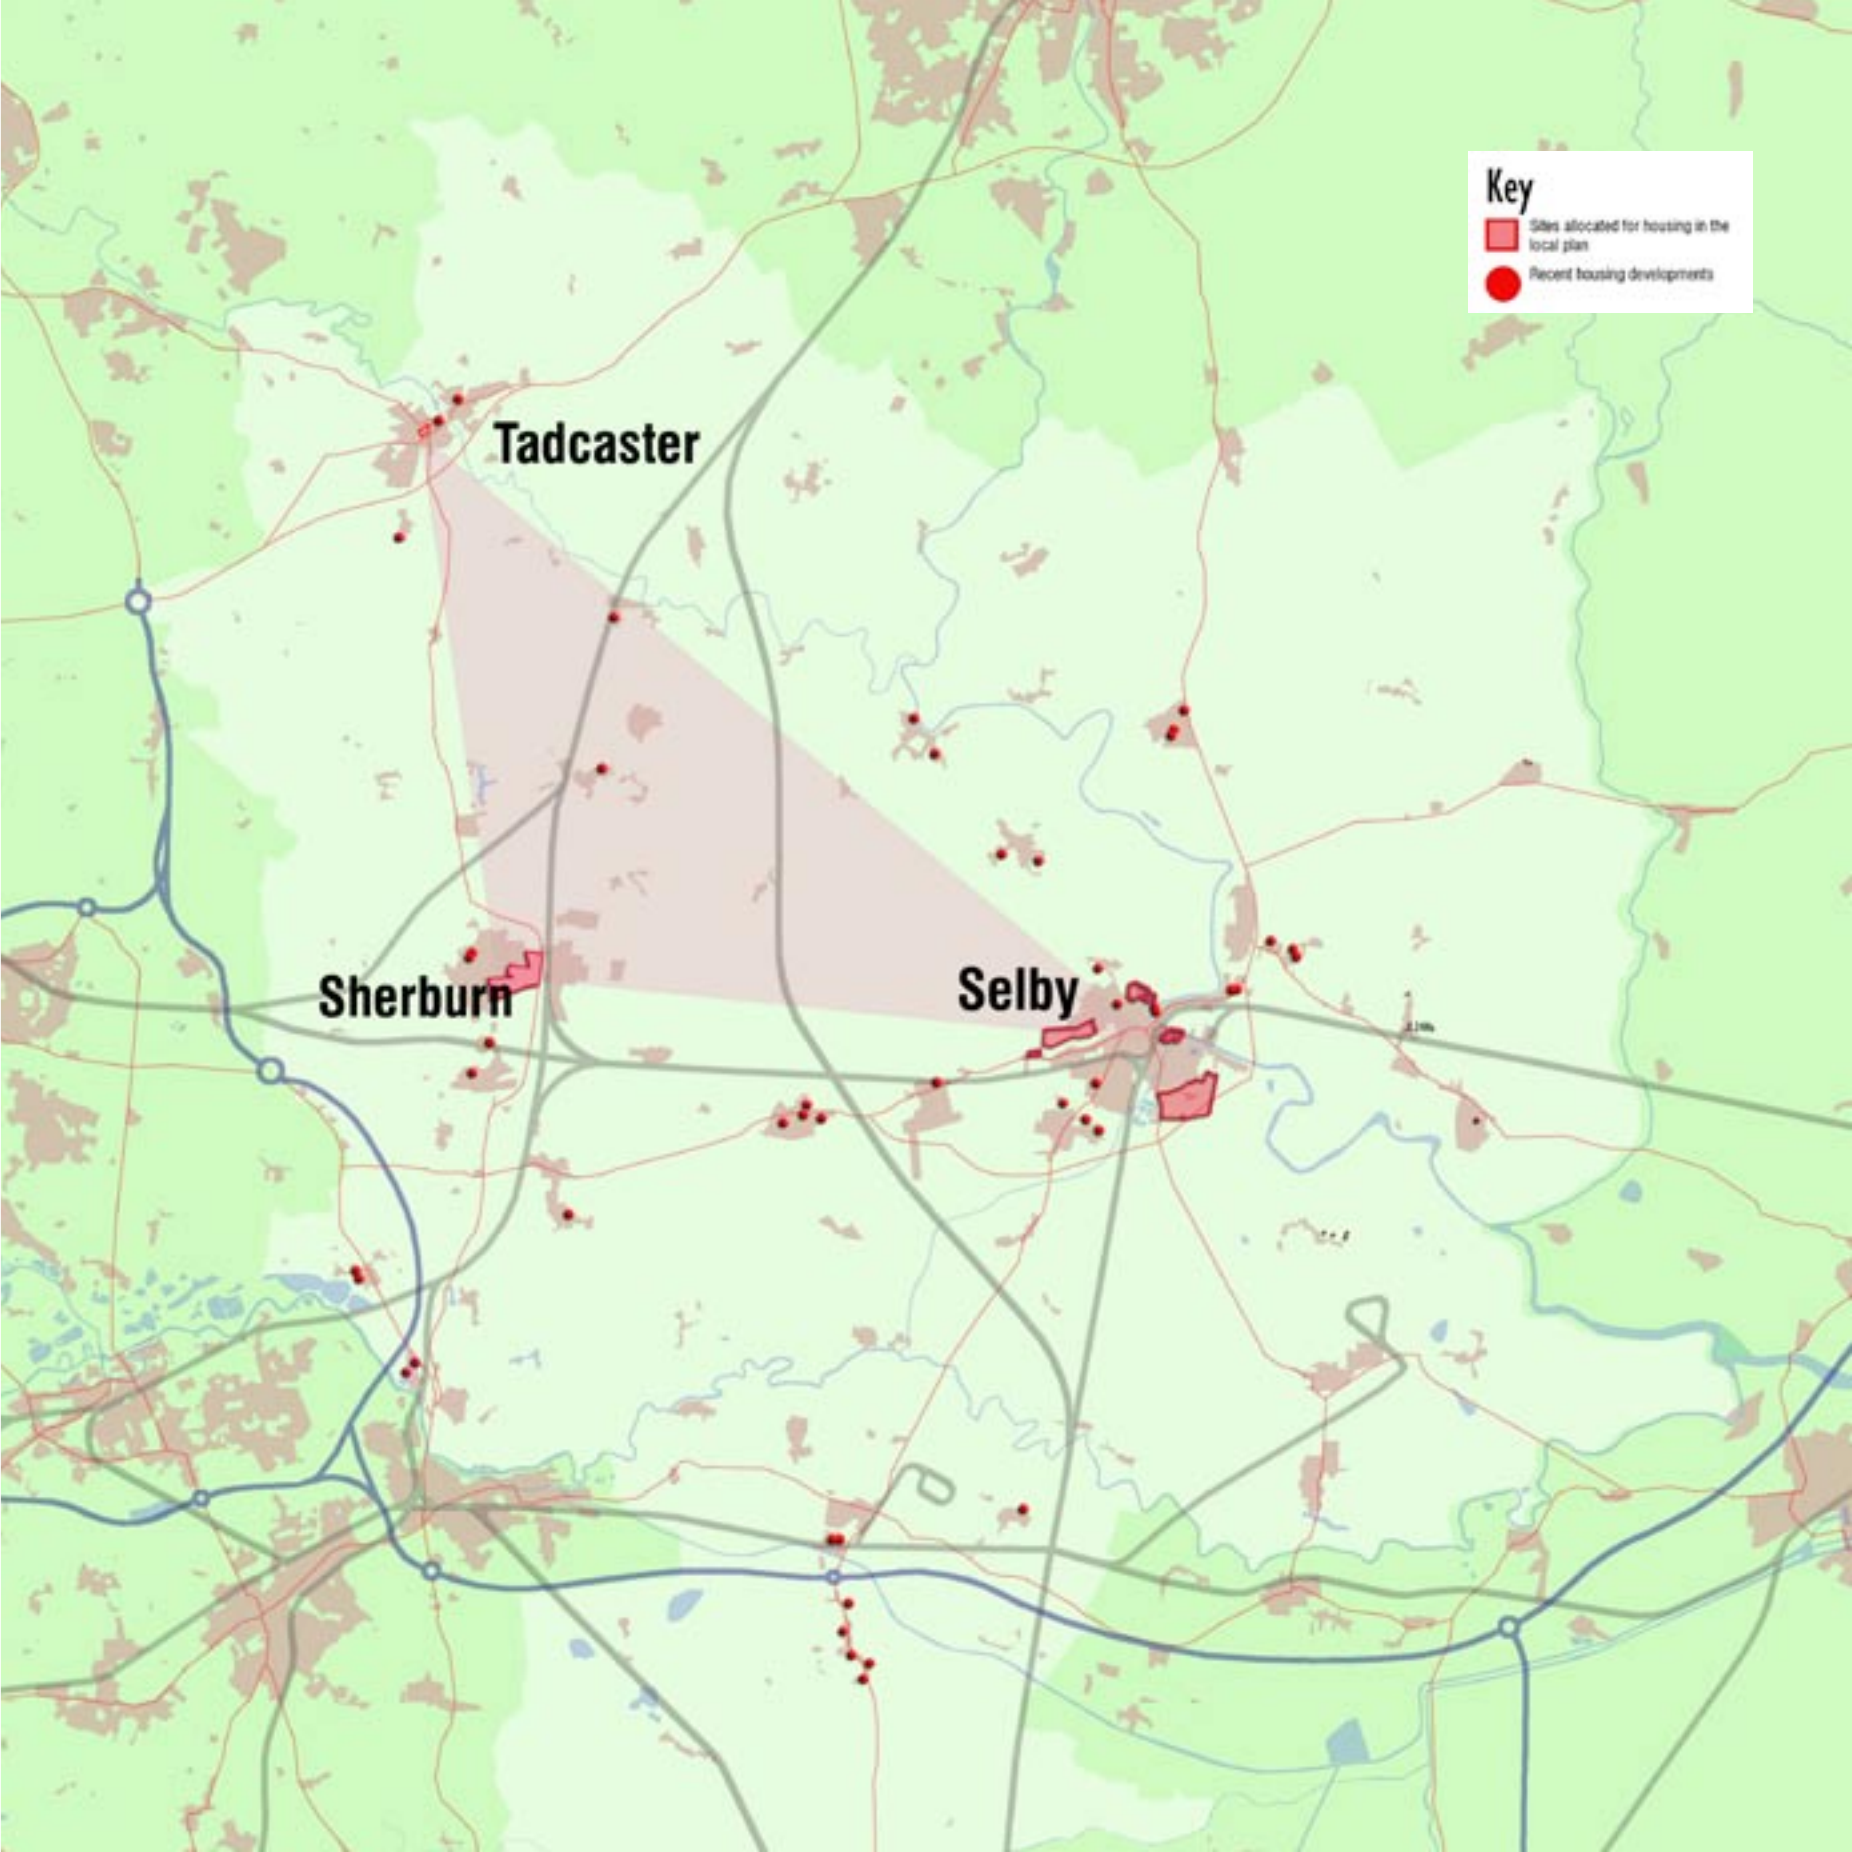 Key
Sites allocated for housing in the
local plan
Recent housing developments
Tadcaster
Sherburn
Selby